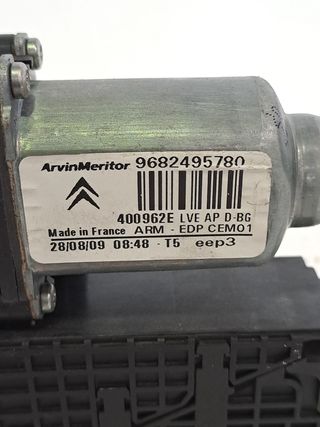 ArvinMeritor 9682495780
400962E LVE AP D-BG
Made in France ARM - EDP CEM01
28/08/09 08:48 - T5 eep3